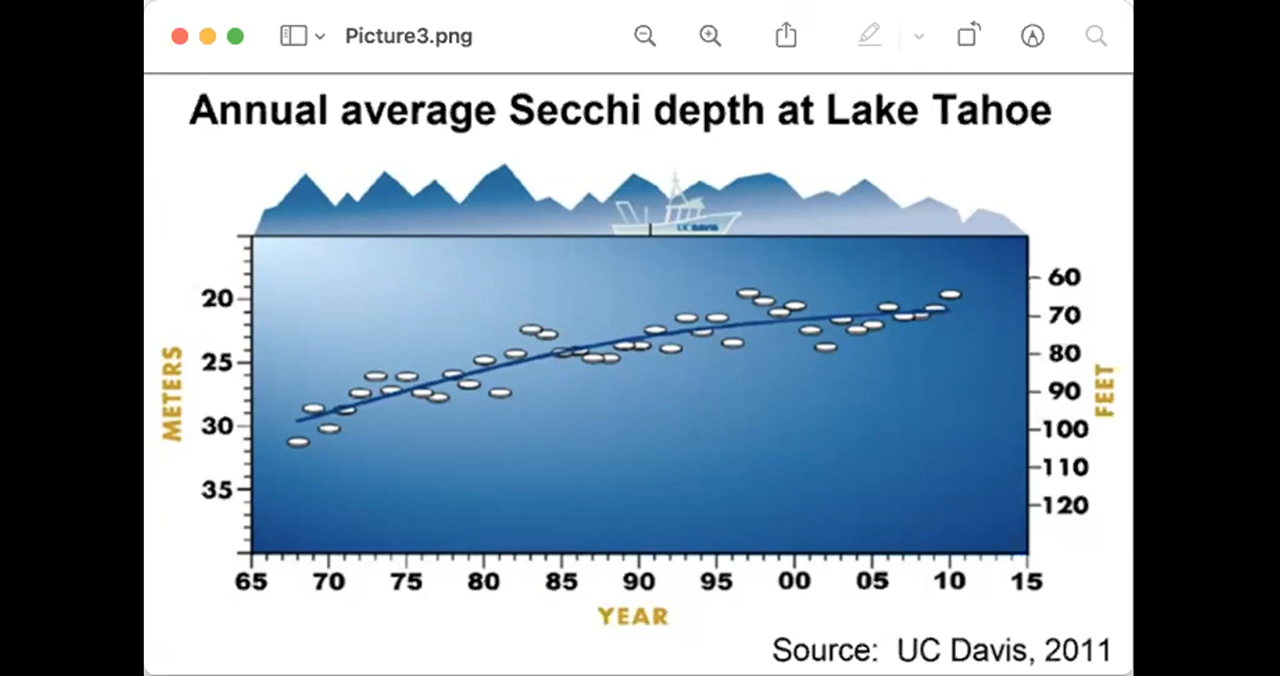 Picture3.png
Annual average Secchi depth at Lake Tahoe
UC DAVIS
20
25
30
35
METERS
60
70
80
90
100
110
120
FEET
65 70 75 80 85 90 95 00 05 10 15
YEAR
Source: UC Davis, 2011